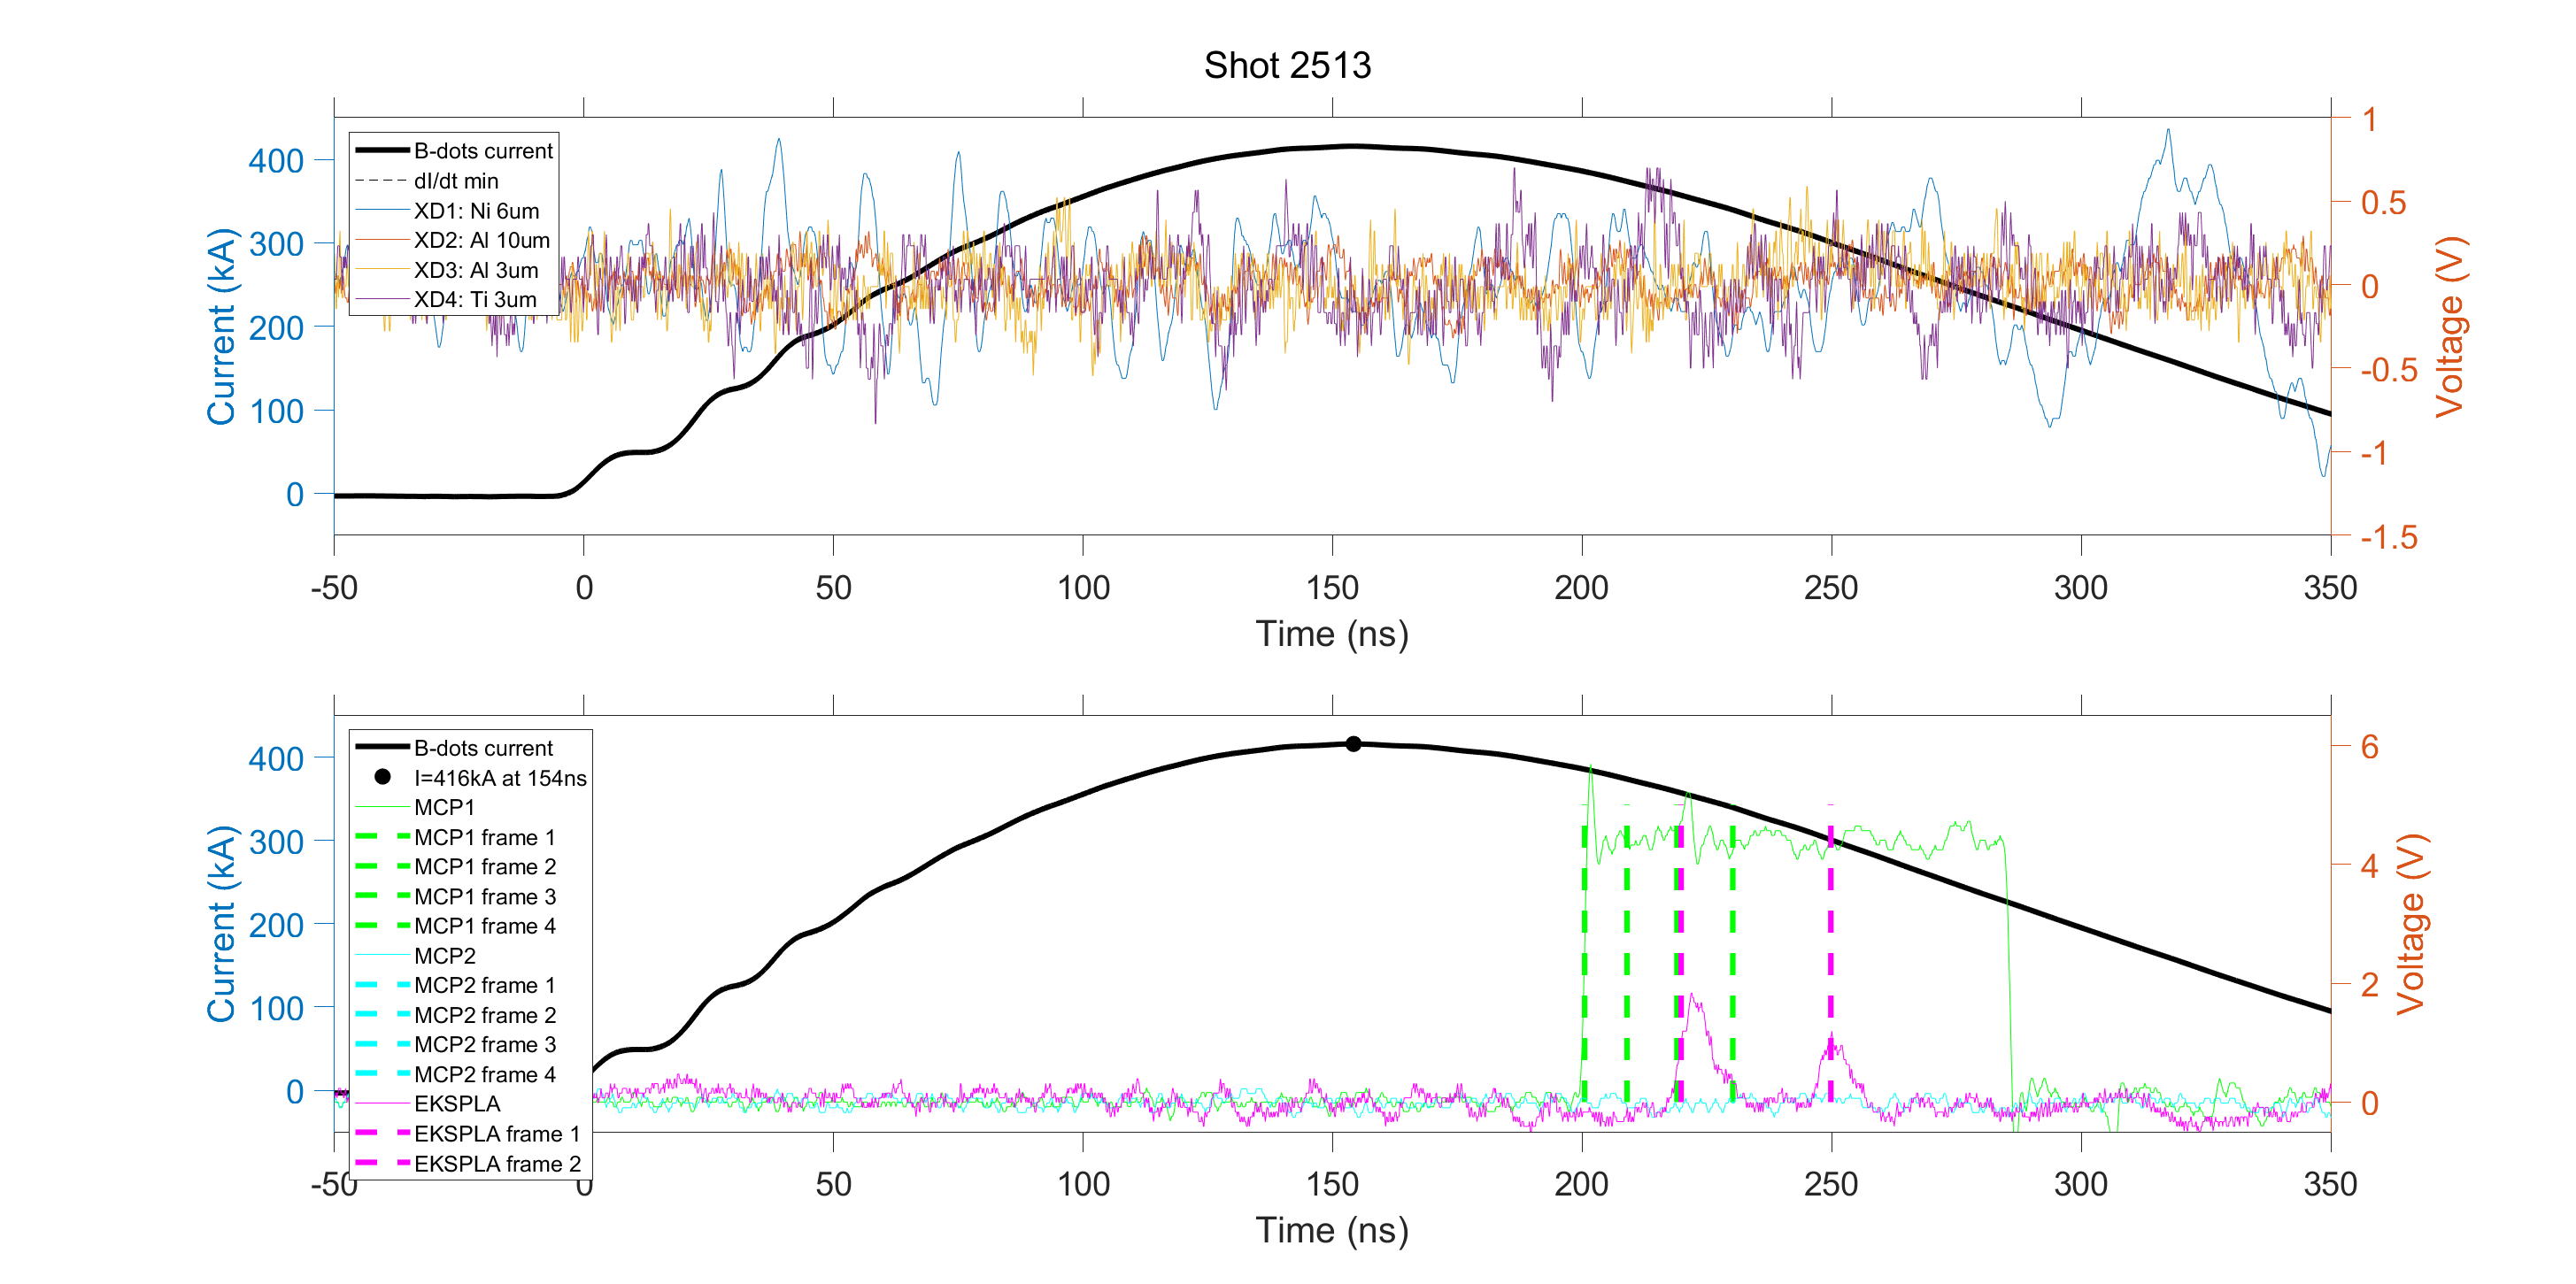 Shot 2513
B-dots current
dI/dt min
XD1: Ni 6um
XD2: Al 10um
XD3: Al 3um
XD4: Ti 3um
Current (kA)
400
300
200
100
0
1
0.5
0
-0.5
-1
-1.5
Voltage (V)
-50 0 50 100 150 200 250 300 350
Time (ns)
B-dots current
I=416kA at 154ns
MCP1
MCP1 frame 1
MCP1 frame 2
MCP1 frame 3
MCP1 frame 4
MCP2
MCP2 frame 1
MCP2 frame 2
MCP2 frame 3
MCP2 frame 4
EKSPLA
EKSPLA frame 1
EKSPLA frame 2
Current (kA)
400
300
200
100
0
6
4
2
0
Voltage (V)
-50 0 50 100 150 200 250 300 350
Time (ns)